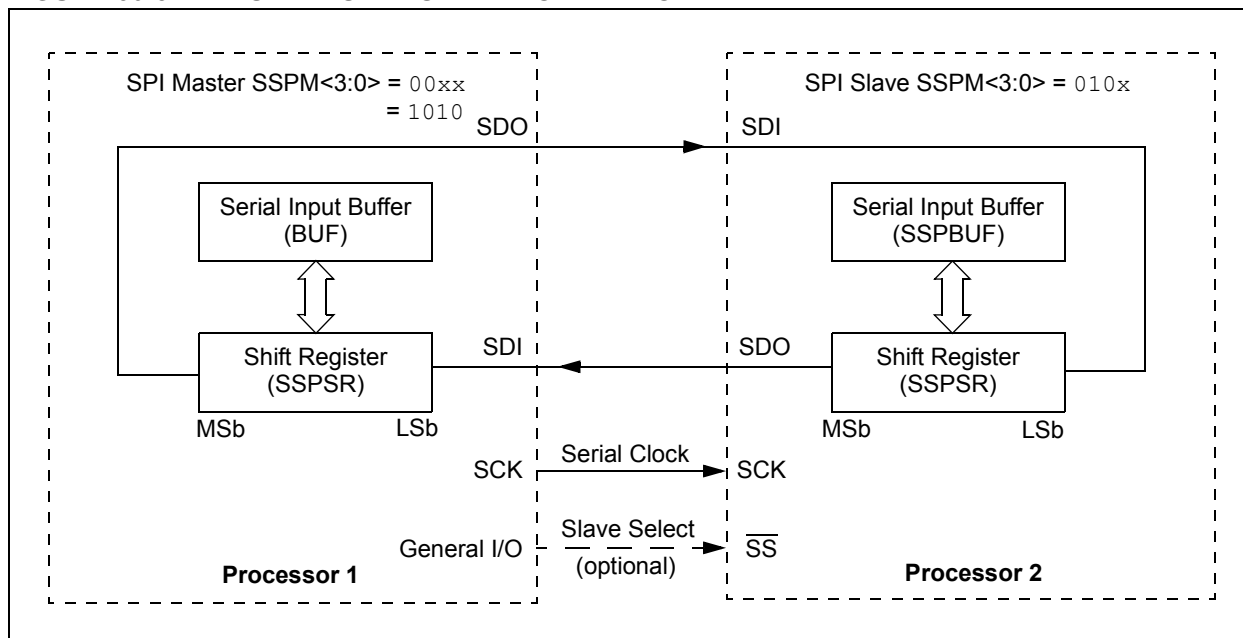 SPI Master SSPM<3:0> = 00xx
= 1010
SDO
Serial Input Buffer
(BUF)
Shift Register
(SSPSR)
MSb
LSb
SDI
SCK
General I/O
Processor 1
Serial Clock
Slave Select
(optional)
SPI Slave SSPM<3:0> = 010x
SDI
Serial Input Buffer
(SSPBUF)
SDO
Shift Register
(SSPSR)
MSb
LSb
SCK
SS
Processor 2